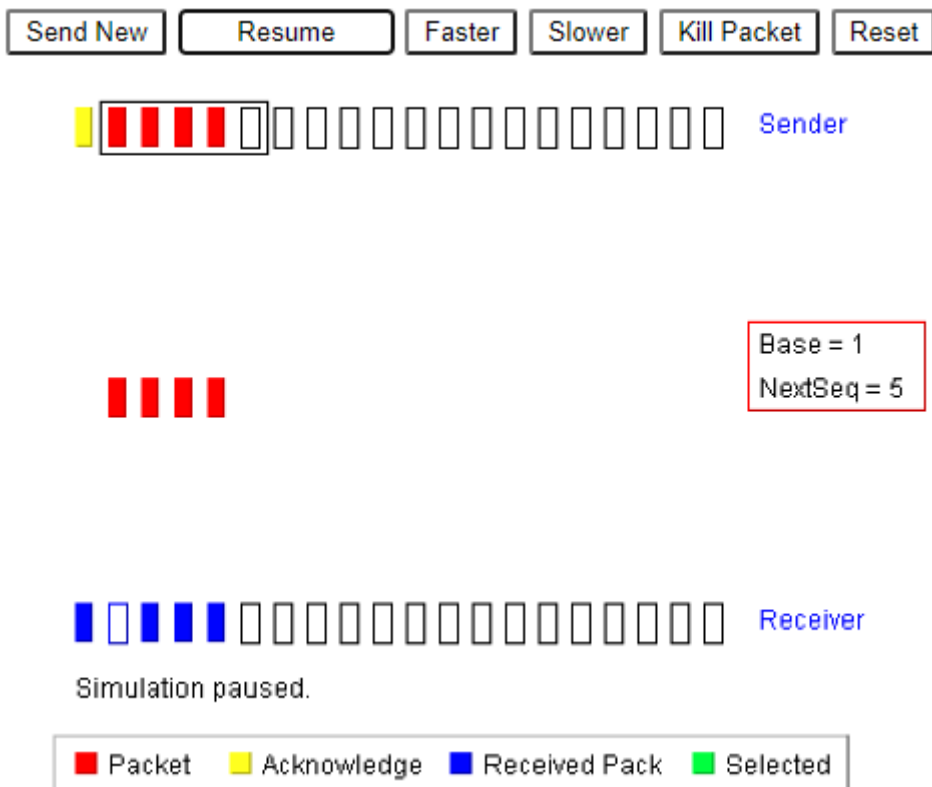 Send New Resume Faster Slower Kill Packet Reset
Sender
Base = 1
NextSeq = 5
Receiver
Simulation paused.
Packet Acknowledge Received Pack Selected